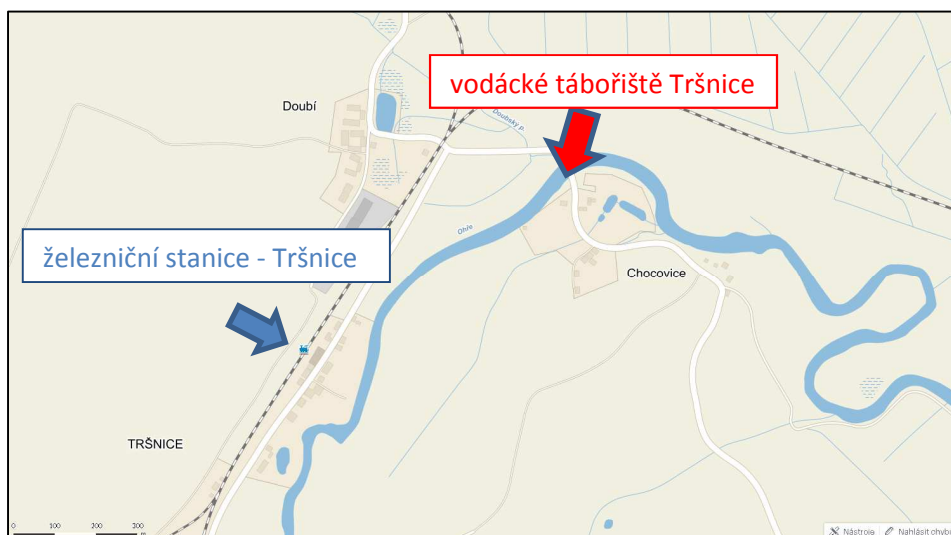 vodácké tábořiště Tršnice
Doubí
Doubský p.
Ohře
železniční stanice - Tršnice
Chocovice
TRŠNICE
0 100 200 300 m
Nástroje Nahlásit chybu